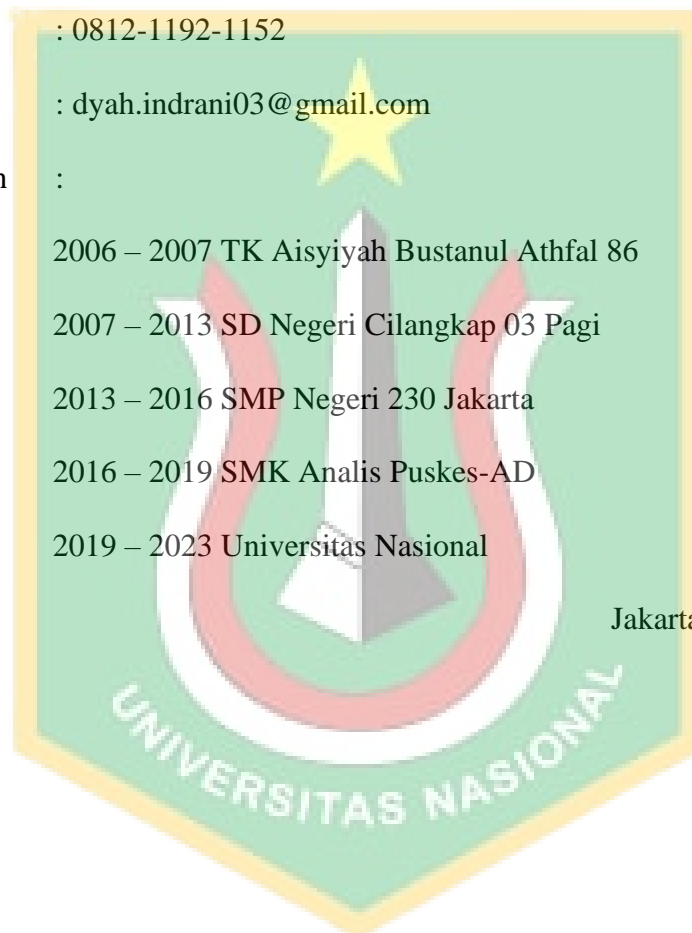 : 0812-1192-1152
: dyah.indrani03@gmail.com
:
2006 – 2007 TK Aisyiyah Bustanul Athfal 86
2007 – 2013 SD Negeri Cilangkap 03 Pagi
2013 – 2016 SMP Negeri 230 Jakarta
2016 – 2019 SMK Analis Puskes-AD
2019 – 2023 Universitas Nasional
Jakarta
UNIVERSITAS NASIONAL